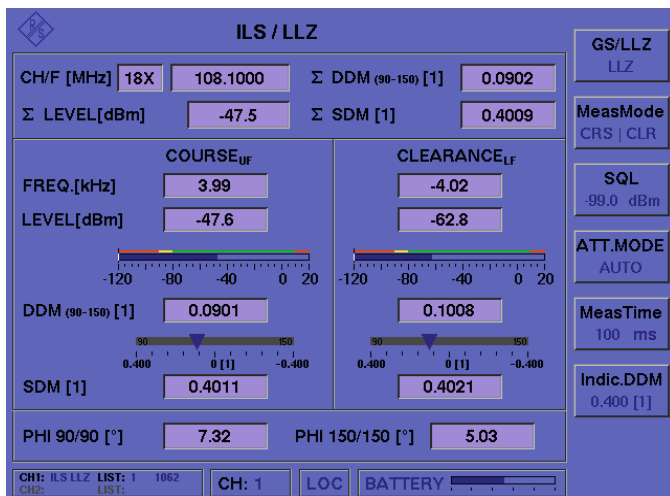 R/S
ILS / LLZ
CH/F [MHz] 18X 108.1000 Σ DDM (90-150) [1] 0.0902
Σ LEVEL[dBm] -47.5 Σ SDM [1] 0.4009
COURSE UF CLEARANCE LF
FREQ.[kHz] 3.99 -4.02
LEVEL[dBm] -47.6 -62.8
-120 -80 -40 0 20 -120 -80 -40 0 20
DDM (90-150) [1] 0.0901 0.1008
90 150 90 150
0.400 0 [1] -0.400 0.400 0 [1] -0.400
SDM [1] 0.4011 0.4021
PHI 90/90 [°] 7.32 PHI 150/150 [°] 5.03
CH1: ILS LLZ LIST: 1 1062
CH2: LIST:
CH: 1 LOC BATTERY
GS/LLZ
LLZ
MeasMode
CRS | CLR
SQL
-99.0 dBm
ATT.MODE
AUTO
MeasTime
100 ms
Indic.DDM
0.400 [1]